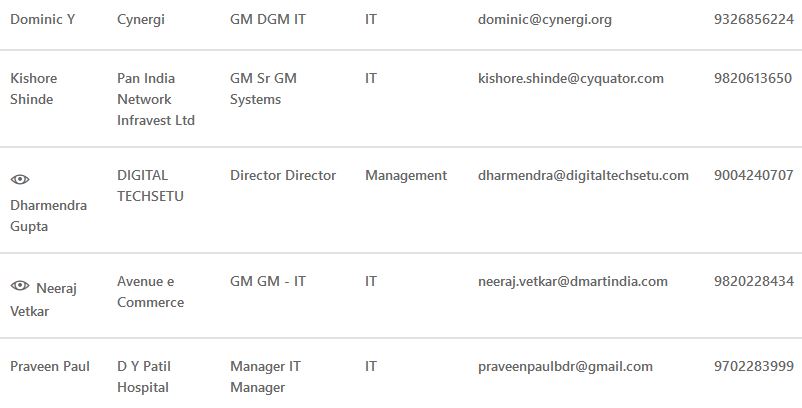 Dominic Y Cynergi GM DGM IT IT dominic@cynergi.org 9326856224
Kishore Pan India GM Sr GM IT kishore.shinde@cyquator.com 9820613650
Shinde Network Systems
Infravest Ltd
DIGITAL Director Director Management dharmendra@digitaltechsetu.com 9004240707
Dharmendra TECHSETU
Gupta
Neeraj Avenue e GM GM - IT IT neeraj.vetkar@dmartindia.com 9820228434
Vetkar Commerce
Praveen Paul D Y Patil Manager IT IT praveenpaulbdr@gmail.com 9702283999
Hospital Manager